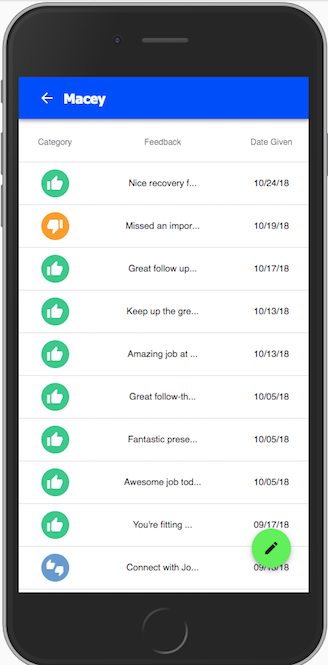 Macey
Category Feedback Date Given
Nice recovery f... 10/24/18
Missed an impor... 10/19/18
Great follow up... 10/17/18
Keep up the gre... 10/13/18
Amazing job at ... 10/13/18
Great follow-th... 10/05/18
Fantastic prese... 10/05/18
Awesome job tod... 10/05/18
You're fitting ... 09/17/18
Connect with Jo...